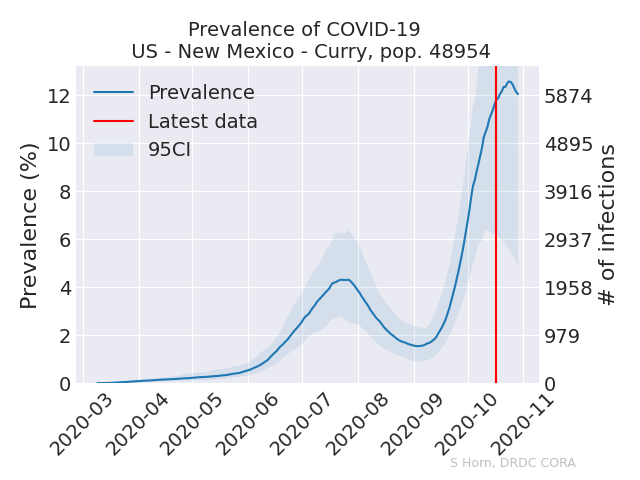 Prevalence of COVID-19
US - New Mexico - Curry, pop. 48954
Prevalence
Latest data
95CI
Prevalence (%)
12
10
8
6
4
2
0
5874
4895
3916
2937
1958
979
0
# of infections
2020-03
2020-04
2020-05
2020-06
2020-07
2020-08
2020-09
2020-10
2020-11
S Horn, DRDC CORA